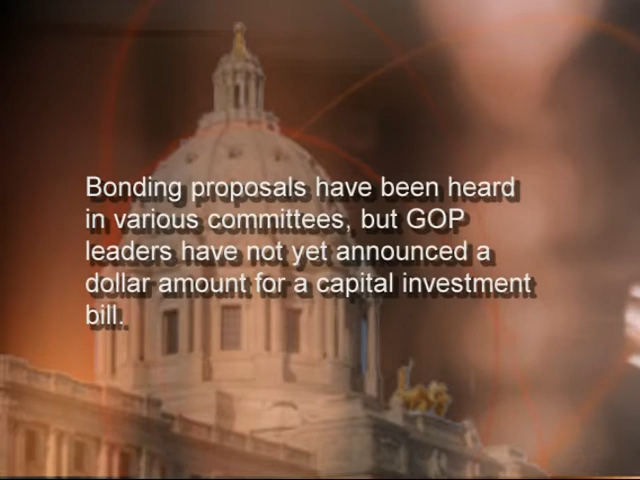 Bonding proposals have been heard
in various committees, but GOP
leaders have not yet announced a
dollar amount for a capital investment
bill.